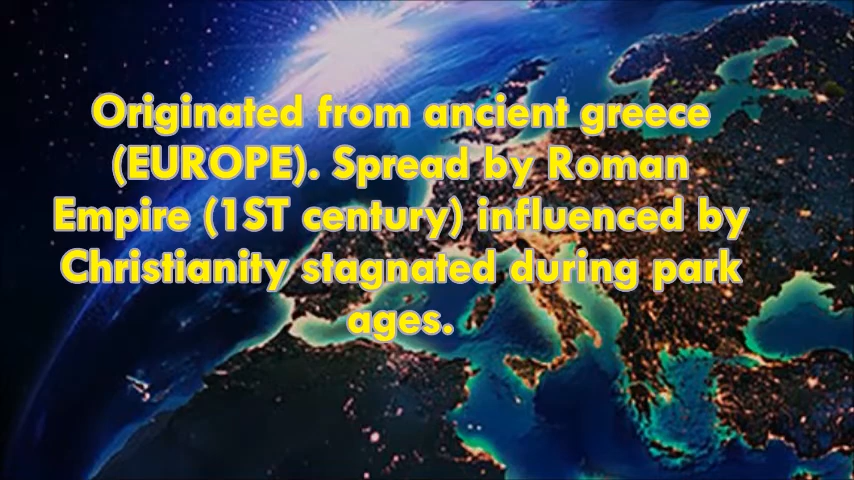 Originated from ancient greece
(EUROPE). Spread by Roman
Empire (1ST century) influenced by
Christianity stagnated during park
ages.